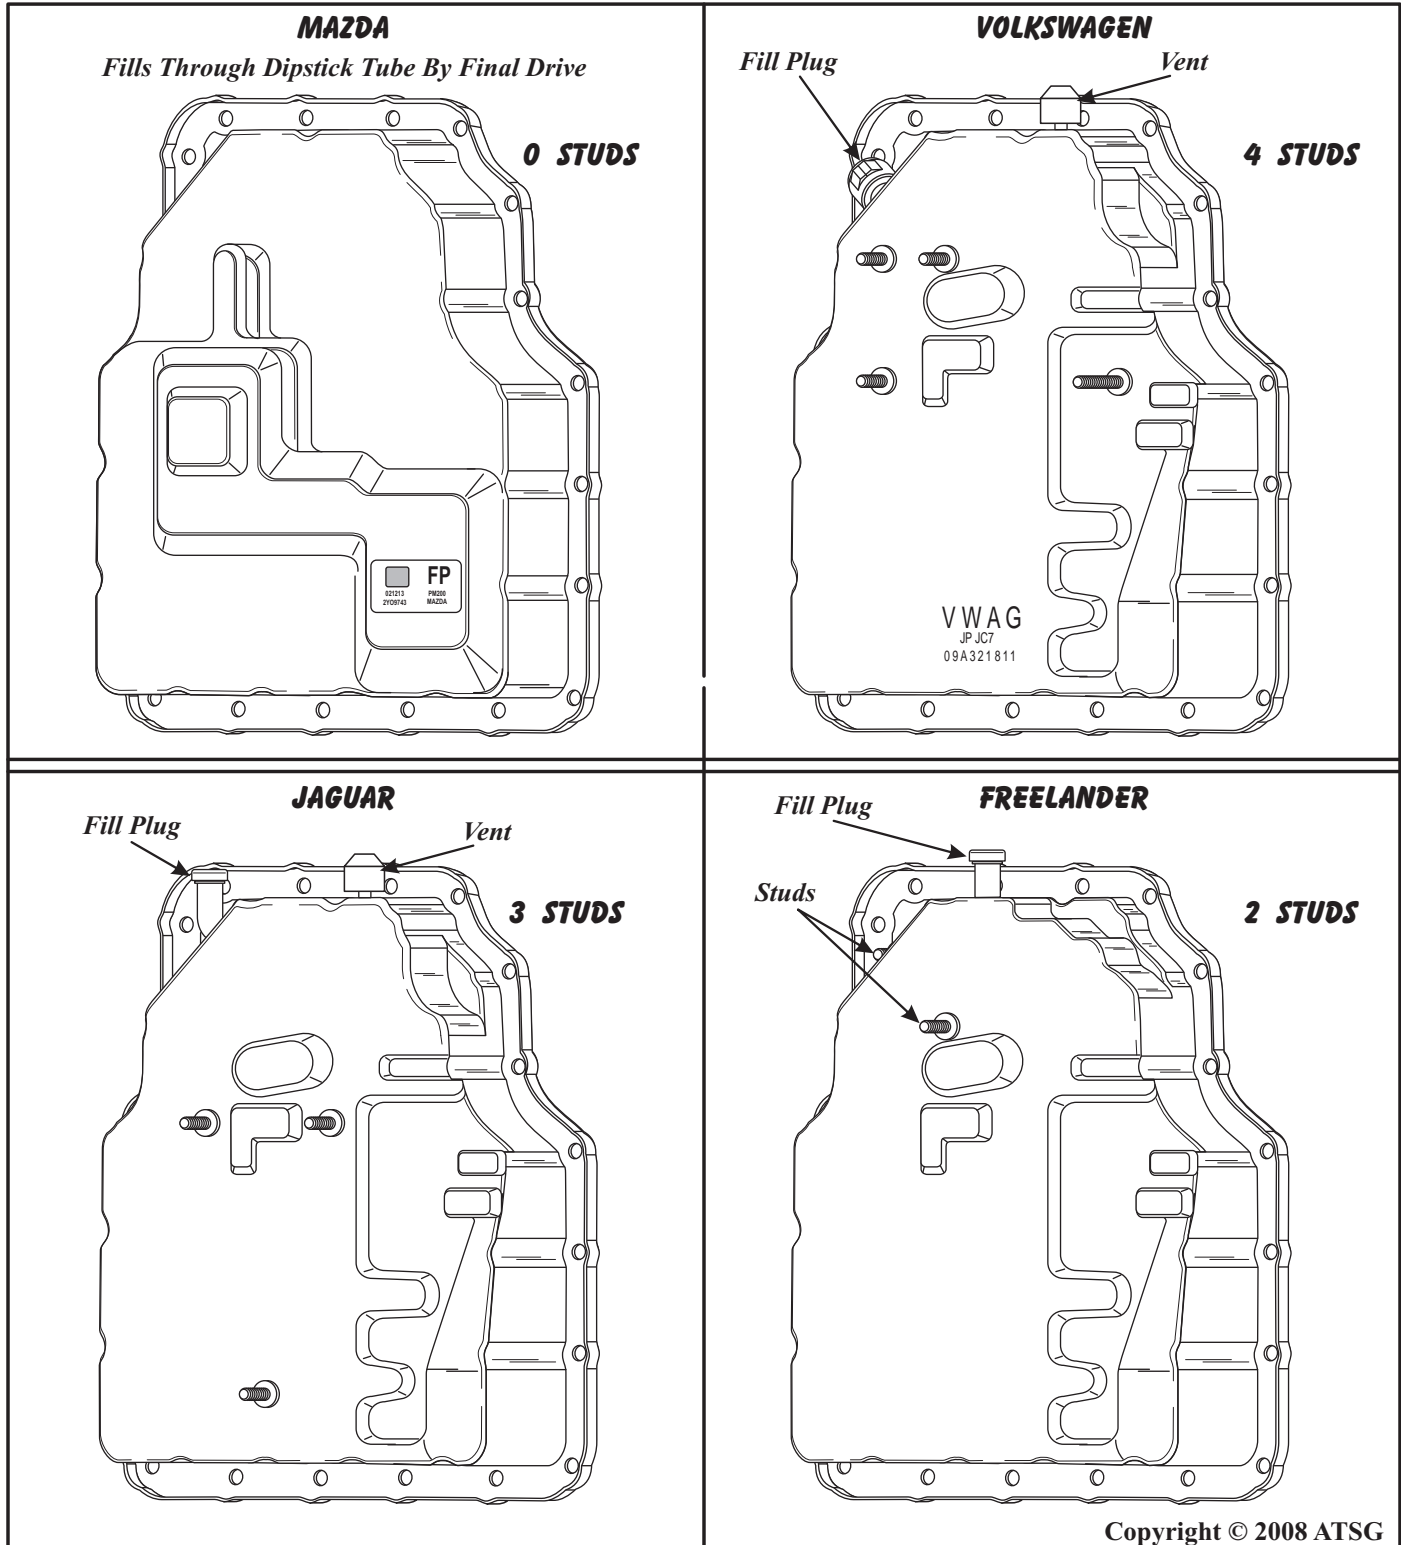 MAZDA
Fills Through Dipstick Tube By Final Drive
0 STUDS
FP
021213 PM200
2YO9743 MAZDA
VOLKSWAGEN
Fill Plug
Vent
4 STUDS
VWAG
JP JC7
09A321811
JAGUAR
Fill Plug
Vent
3 STUDS
FREELANDER
Fill Plug
Studs
2 STUDS
Copyright © 2008 ATSG